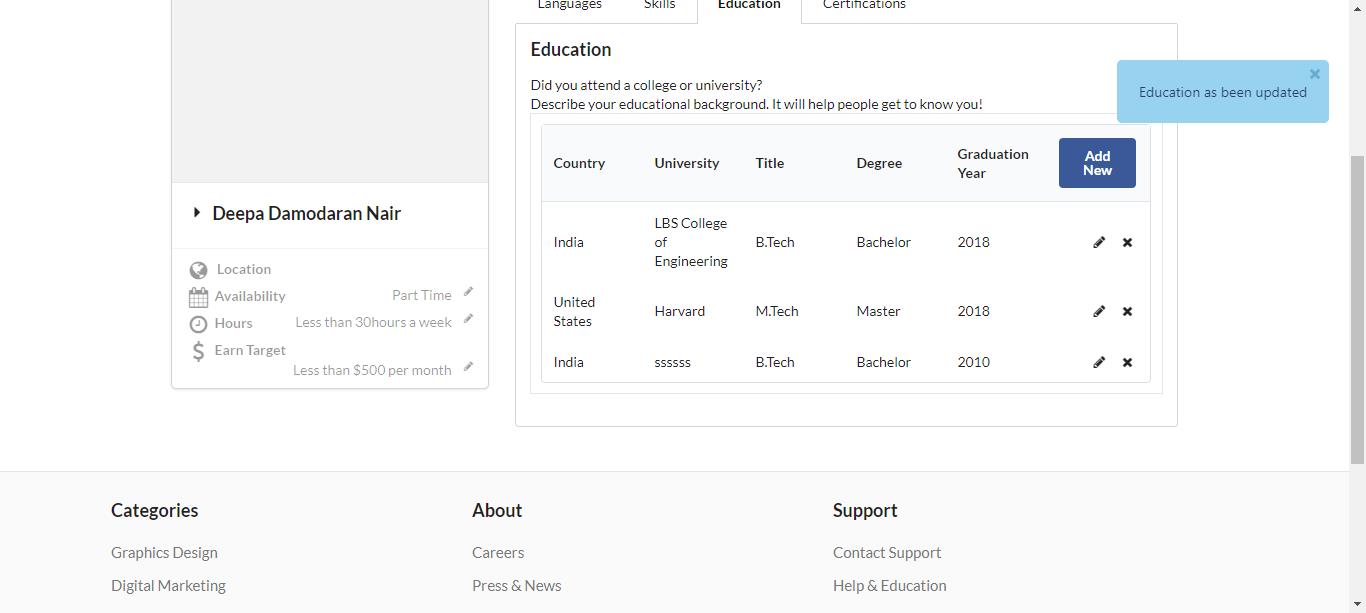 Languages Skills Education Certifications
Education
Did you attend a college or university?
Describe your educational background. It will help people get to know you!
Education as been updated
Country University Title Degree Graduation Year Add New
India LBS College of Engineering B.Tech Bachelor 2018
United States Harvard M.Tech Master 2018
India ssssss B.Tech Bachelor 2010
Deepa Damodaran Nair
Location
Availability Part Time
Hours Less than 30hours a week
Earn Target
Less than $500 per month
Categories
Graphics Design
Digital Marketing
About
Careers
Press & News
Support
Contact Support
Help & Education